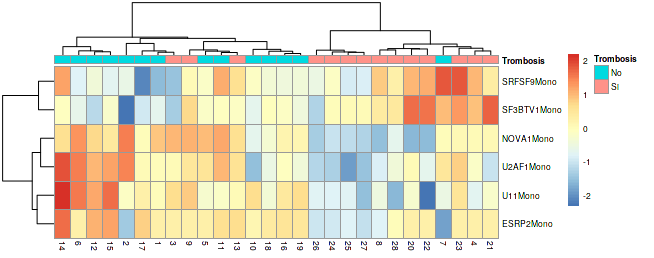 Trombosis
SRFSF9Mono
SF3BTV1Mono
NOVA1Mono
U2AF1Mono
U11Mono
ESRP2Mono
14 6 12 15 2 17 1 3 9 5 11 13 10 18 16 19 26 24 25 27 8 28 20 22 7 23 4 21
2
1
0
-1
-2
Trombosis
No
SI